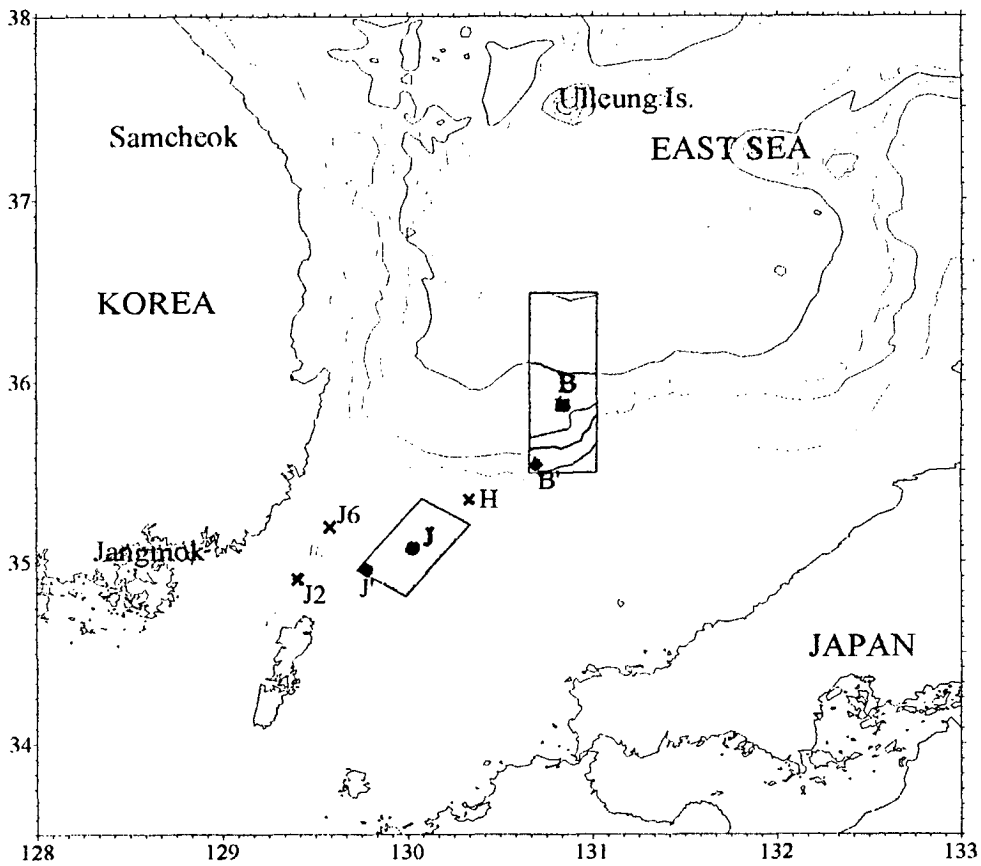 38
Ulleung Is.
Samcheok
EAST SEA
37
KOREA
36
B
B'
H
J6
J
35
Jangmok
J'
J2
JAPAN
34
128
129
130
131
132
133